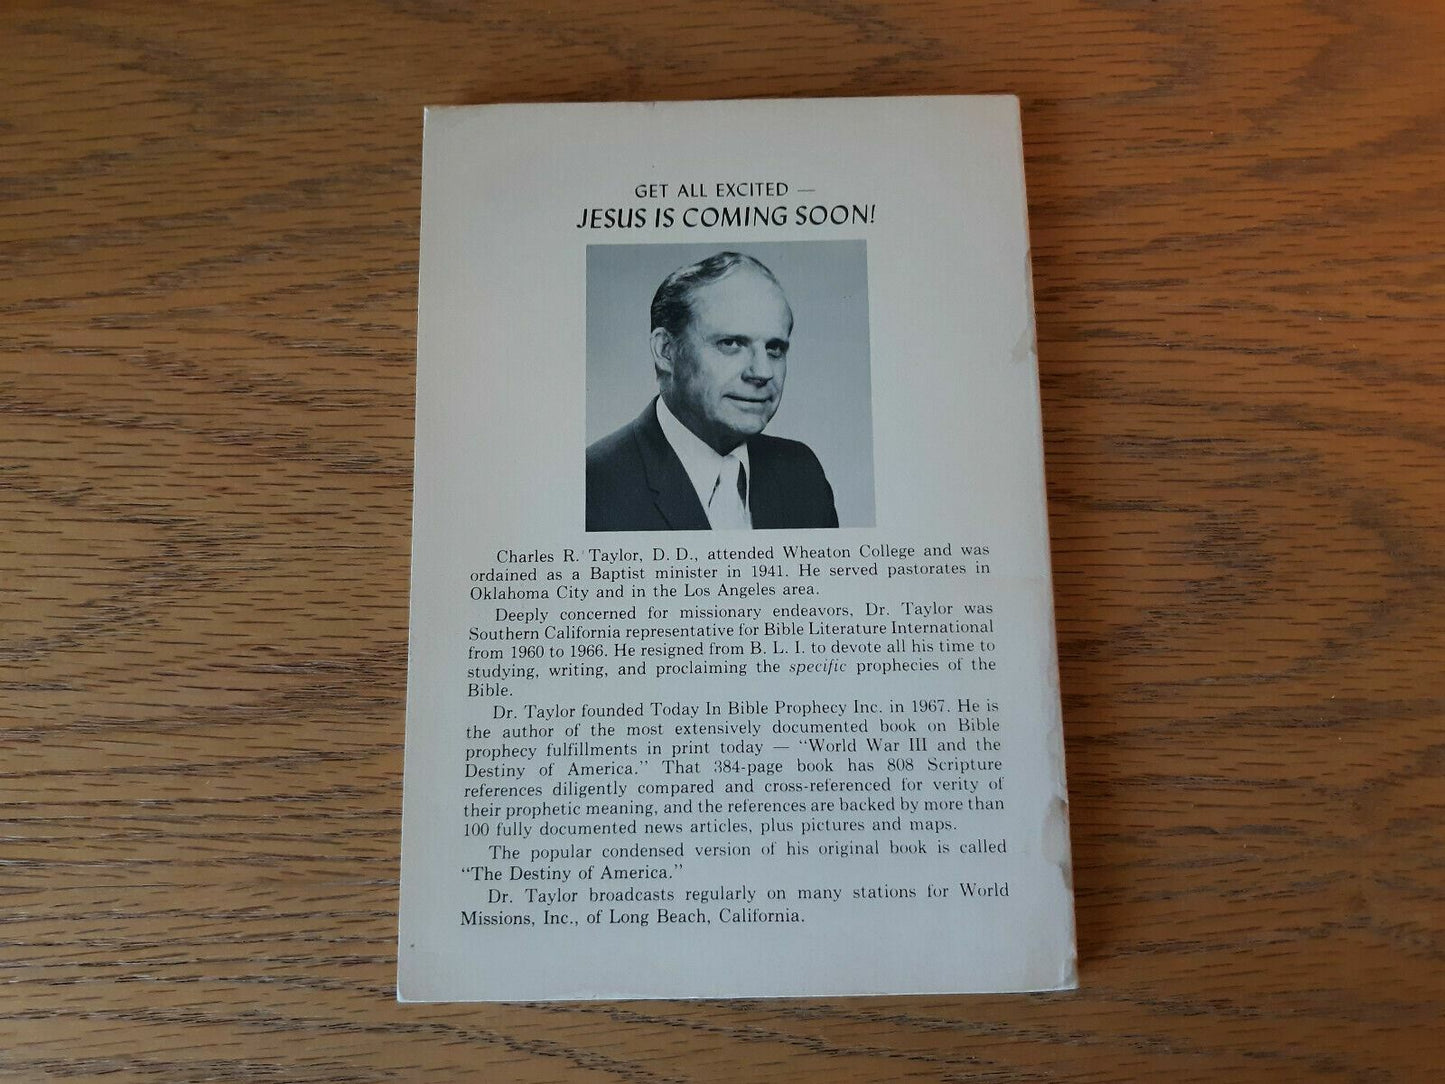 GET ALL EXCITED —
JESUS IS COMING SOON!
Charles R. Taylor, D. D., attended Wheaton College and was
ordained as a Baptist minister in 1941. He served pastorates in
Oklahoma City and in the Los Angeles area.
Deeply concerned for missionary endeavors, Dr. Taylor was
Southern California representative for Bible Literature International
from 1960 to 1966. He resigned from B. L. I. to devote all his time to
studying, writing, and proclaiming the specific prophecies of the
Bible.
Dr. Taylor founded Today In Bible Prophecy Inc. in 1967. He is
the author of the most extensively documented book on Bible
prophecy fulfillments in print today — “World War III and the
Destiny of America.” That 384-page book has 808 Scripture
references diligently compared and cross-referenced for verity of
their prophetic meaning, and the references are backed by more than
100 fully documented news articles, plus pictures and maps.
The popular condensed version of his original book is called
“The Destiny of America.”
Dr. Taylor broadcasts regularly on many stations for World
Missions, Inc., of Long Beach, California.